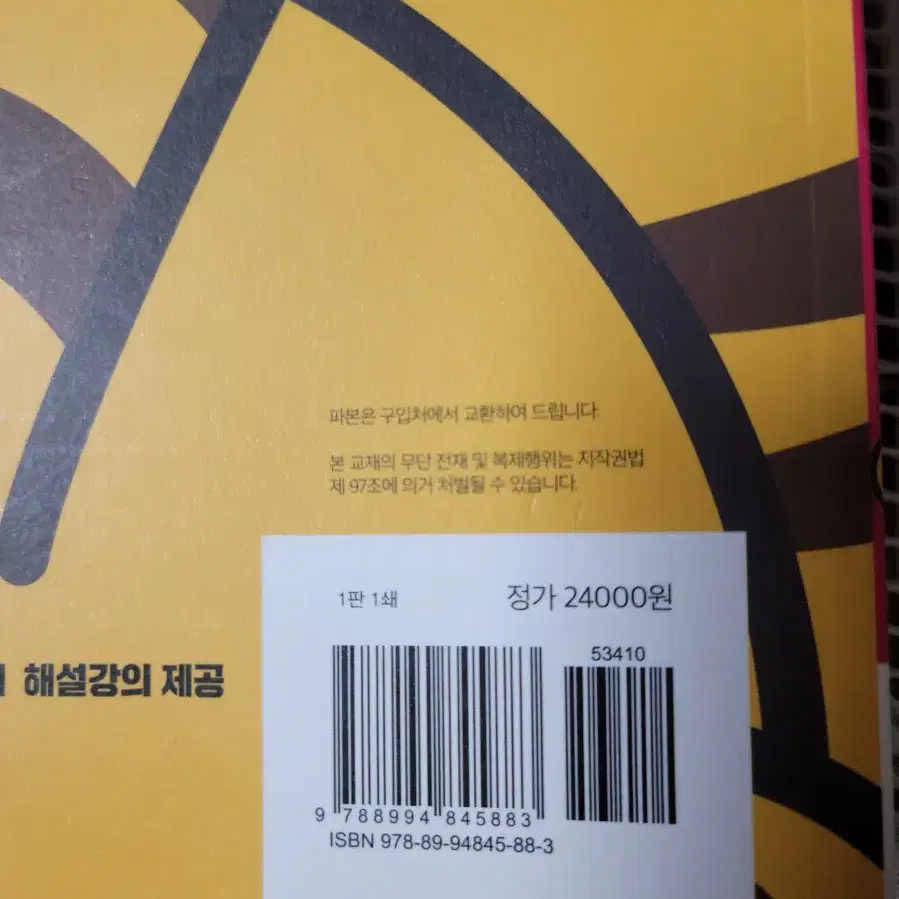 파본은 구입처에서 교환하여 드립니다
본 교재의 무단 전재 및 복제행위는 저작권법
제 97조에 의거 처벌될 수 있습니다.
1판 1쇄
정가 24000원
53410
해설강의 제공
9 788994 845883
ISBN 978-89-94845-88-3